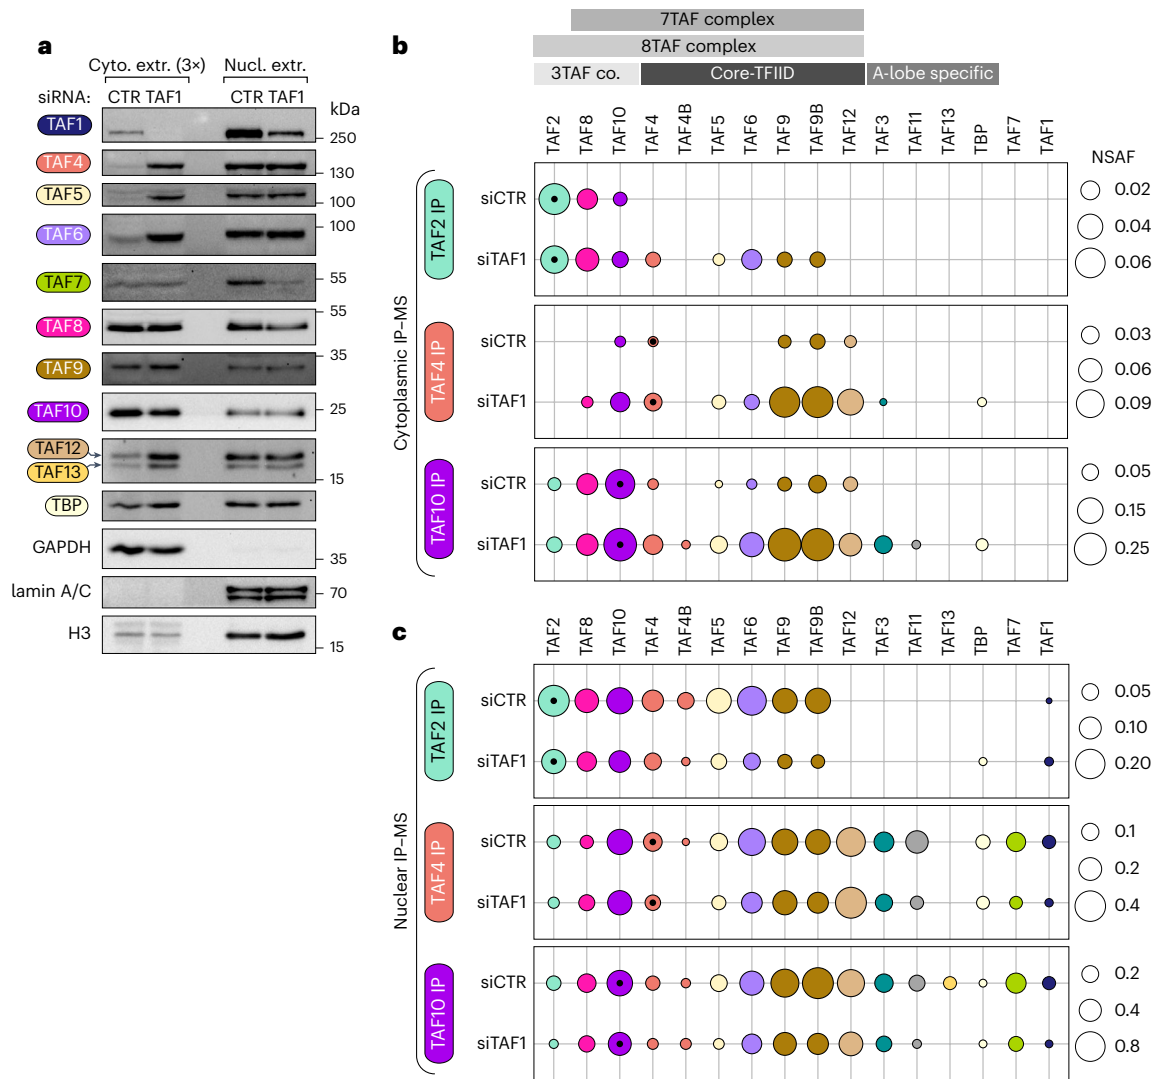 a
Cyto. extr. (3×) Nucl. extr.
siRNA: CTR TAF1 CTR TAF1 kDa
TAF1 250
TAF4 130
TAF5 100
TAF6 100
TAF7 55
TAF8 55
TAF9 35
TAF10 25
TAF12
TAF13 15
TBP
GAPDH 35
lamin A/C 70
H3 15
b
7TAF complex
8TAF complex
3TAF co. Core-TFIID A-lobe specific
TAF2 TAF8 TAF10 TAF4 TAF4B TAF5 TAF6 TAF9 TAF9B TAF12 TAF3 TAF11 TAF13 TBP TAF7 TAF1
NSAF
Cytoplasmic IP–MS
TAF2 IP
siCTR 0.02
0.04
siTAF1 0.06
TAF4 IP
siCTR 0.03
0.06
siTAF1 0.09
TAF10 IP
siCTR 0.05
0.15
siTAF1 0.25
c
TAF2 TAF8 TAF10 TAF4 TAF4B TAF5 TAF6 TAF9 TAF9B TAF12 TAF3 TAF11 TAF13 TBP TAF7 TAF1
Nuclear IP–MS
TAF2 IP
siCTR 0.05
0.10
siTAF1 0.20
TAF4 IP
siCTR 0.1
0.2
siTAF1 0.4
TAF10 IP
siCTR 0.2
0.4
siTAF1 0.8